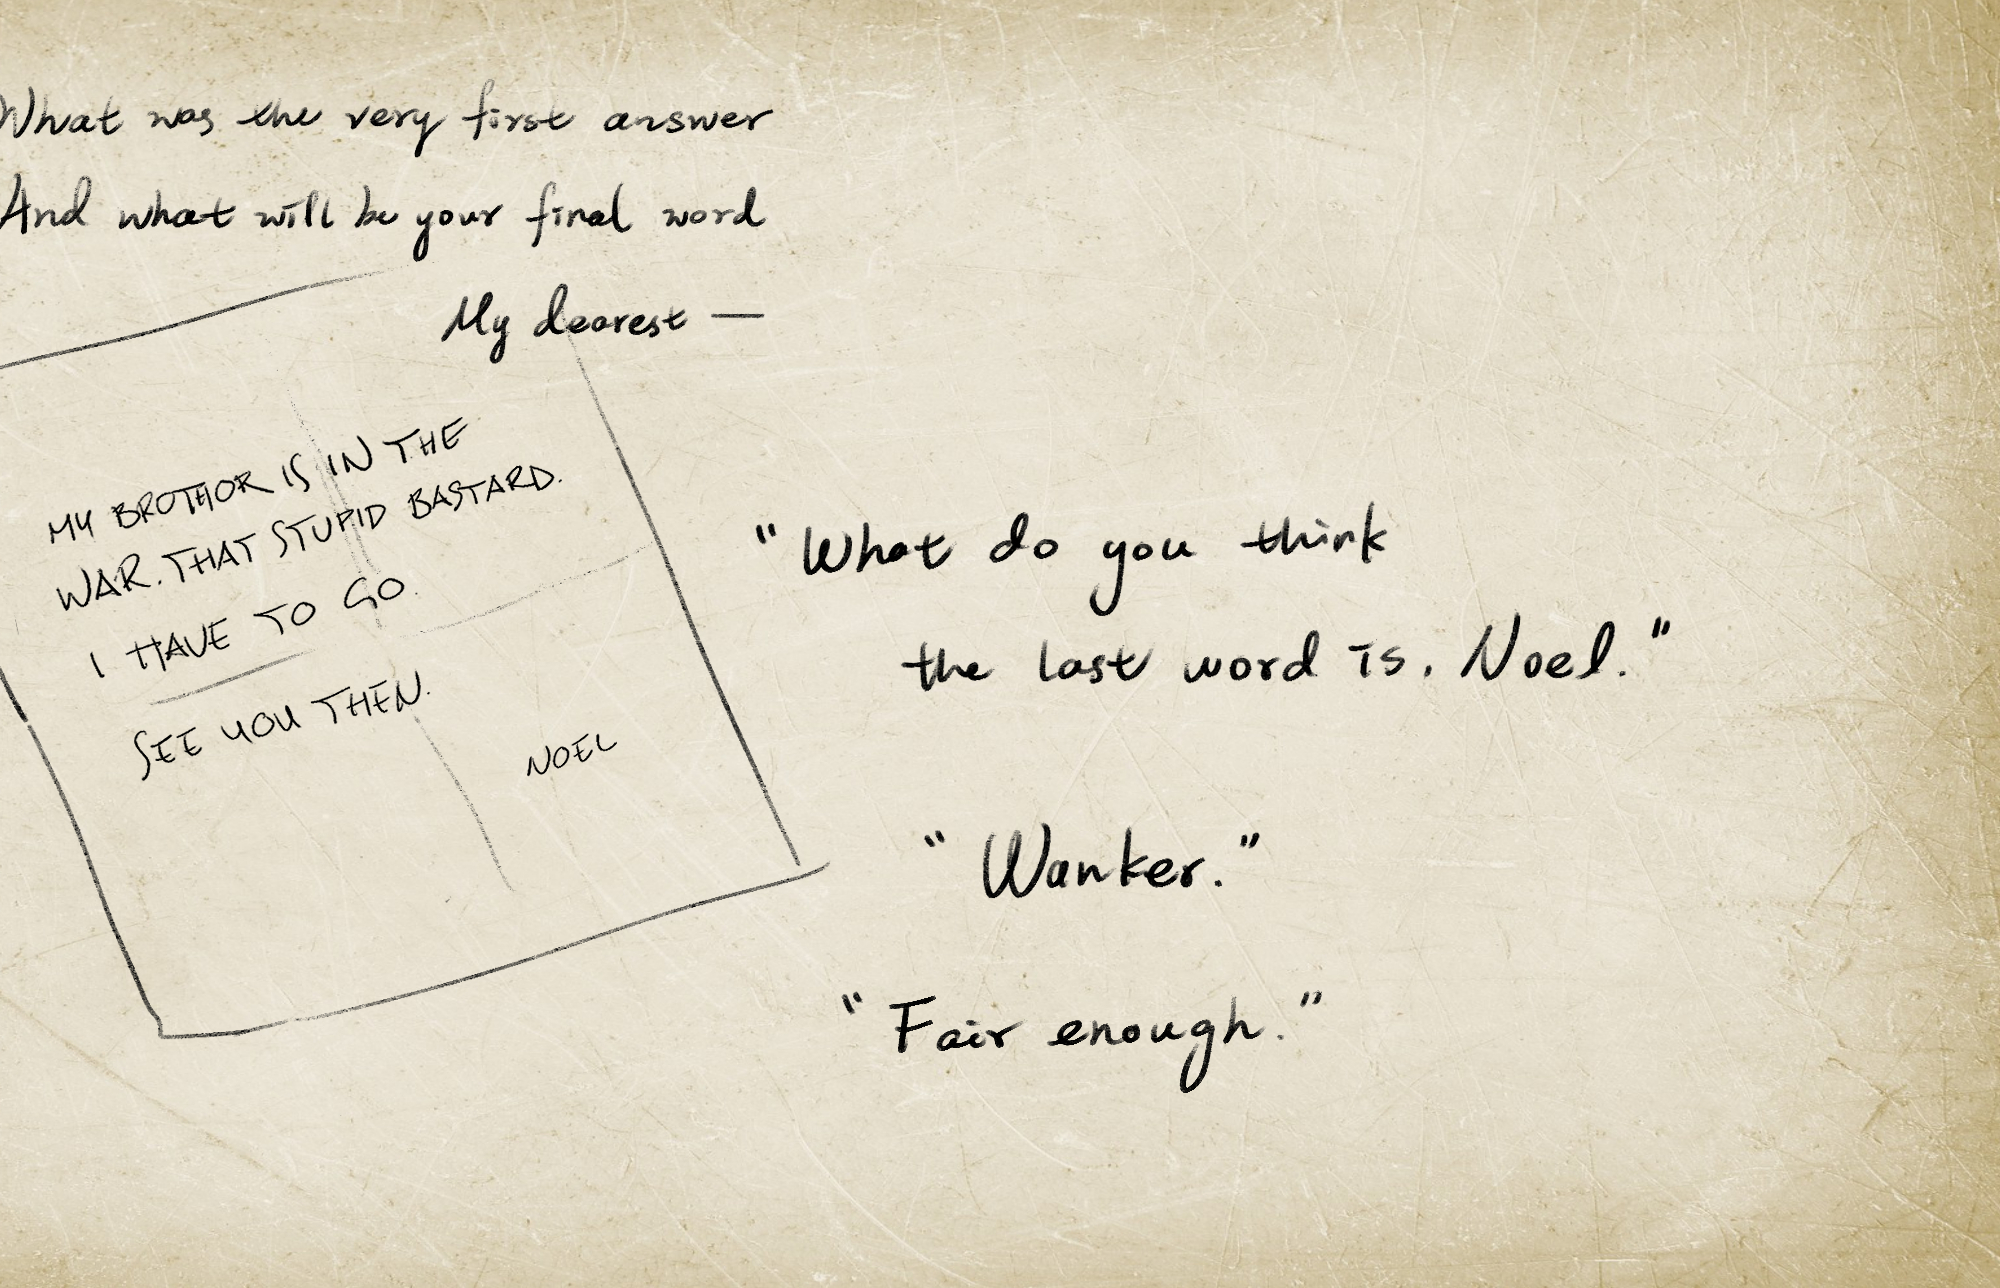 What was the very first answer
And what will be your final word
My dearest —
MY BROTHOR IS IN THE
WAR. THAT STUPID BASTARD.
I HAVE TO GO.
SEE YOU THEN.
NOEL
"What do you think
the last word is, Noel."
"Wanker."
"Fair enough."